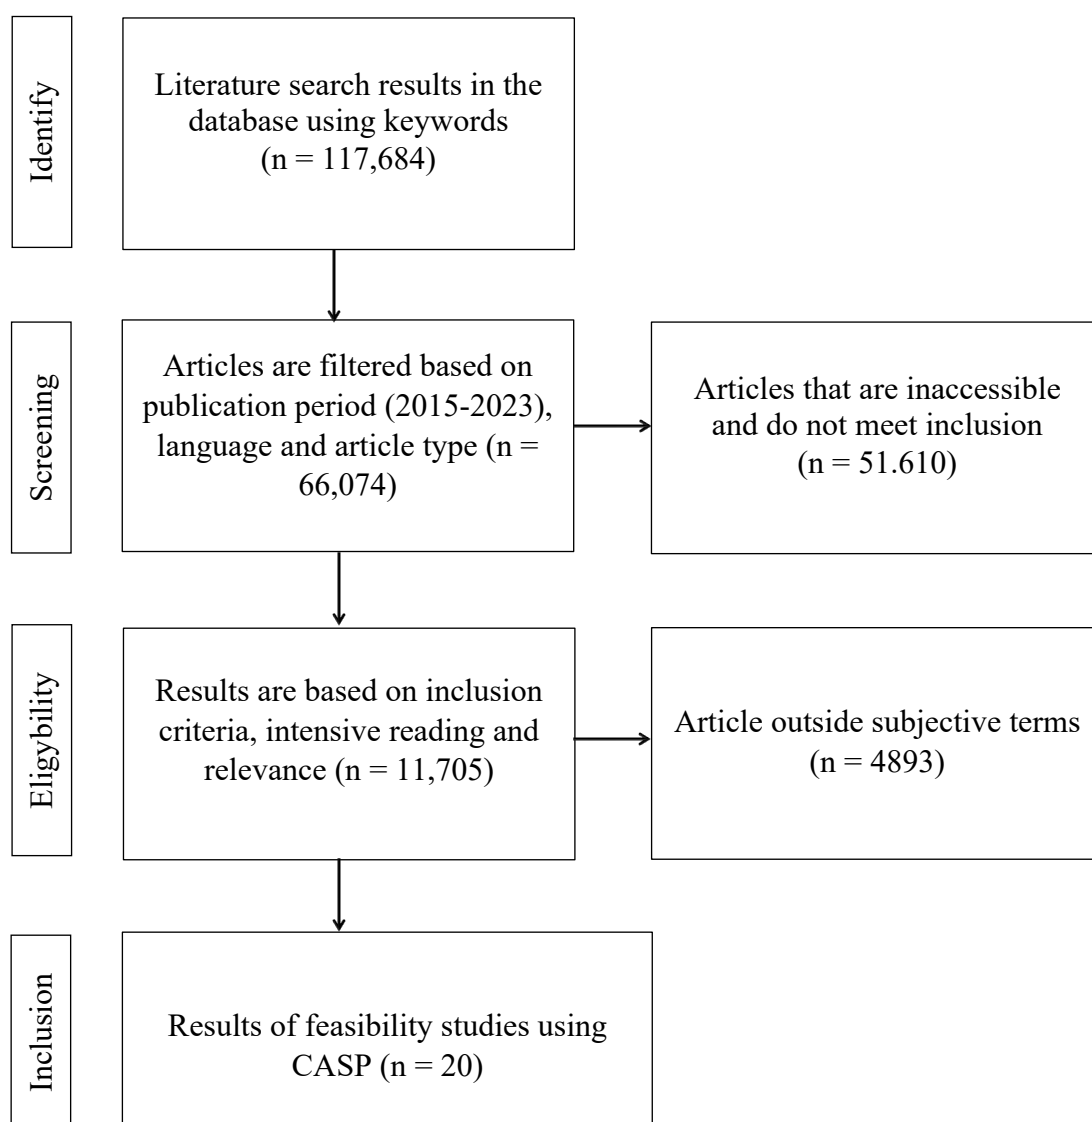 Identify
Literature search results in the
database using keywords
(n = 117,684)
Screening
Articles are filtered based on
publication period (2015-2023),
language and article type (n =
66,074)
Articles that are inaccessible
and do not meet inclusion
(n = 51.610)
Eligybility
Results are based on inclusion
criteria, intensive reading and
relevance (n = 11,705)
Article outside subjective terms
(n = 4893)
Inclusion
Results of feasibility studies using
CASP (n = 20)